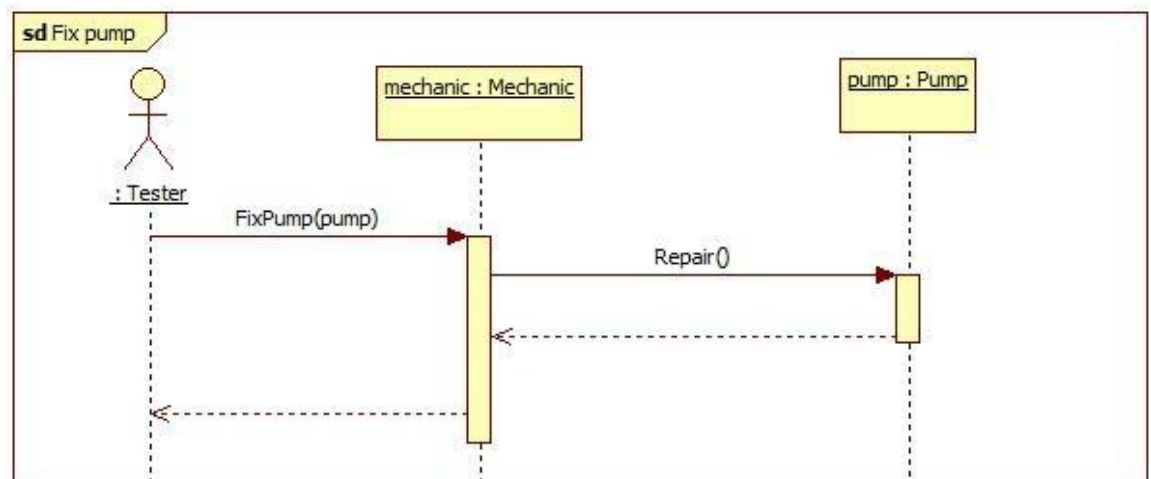 sd Fix pump
mechanic : Mechanic
pump : Pump
: Tester
FixPump(pump)
Repair()